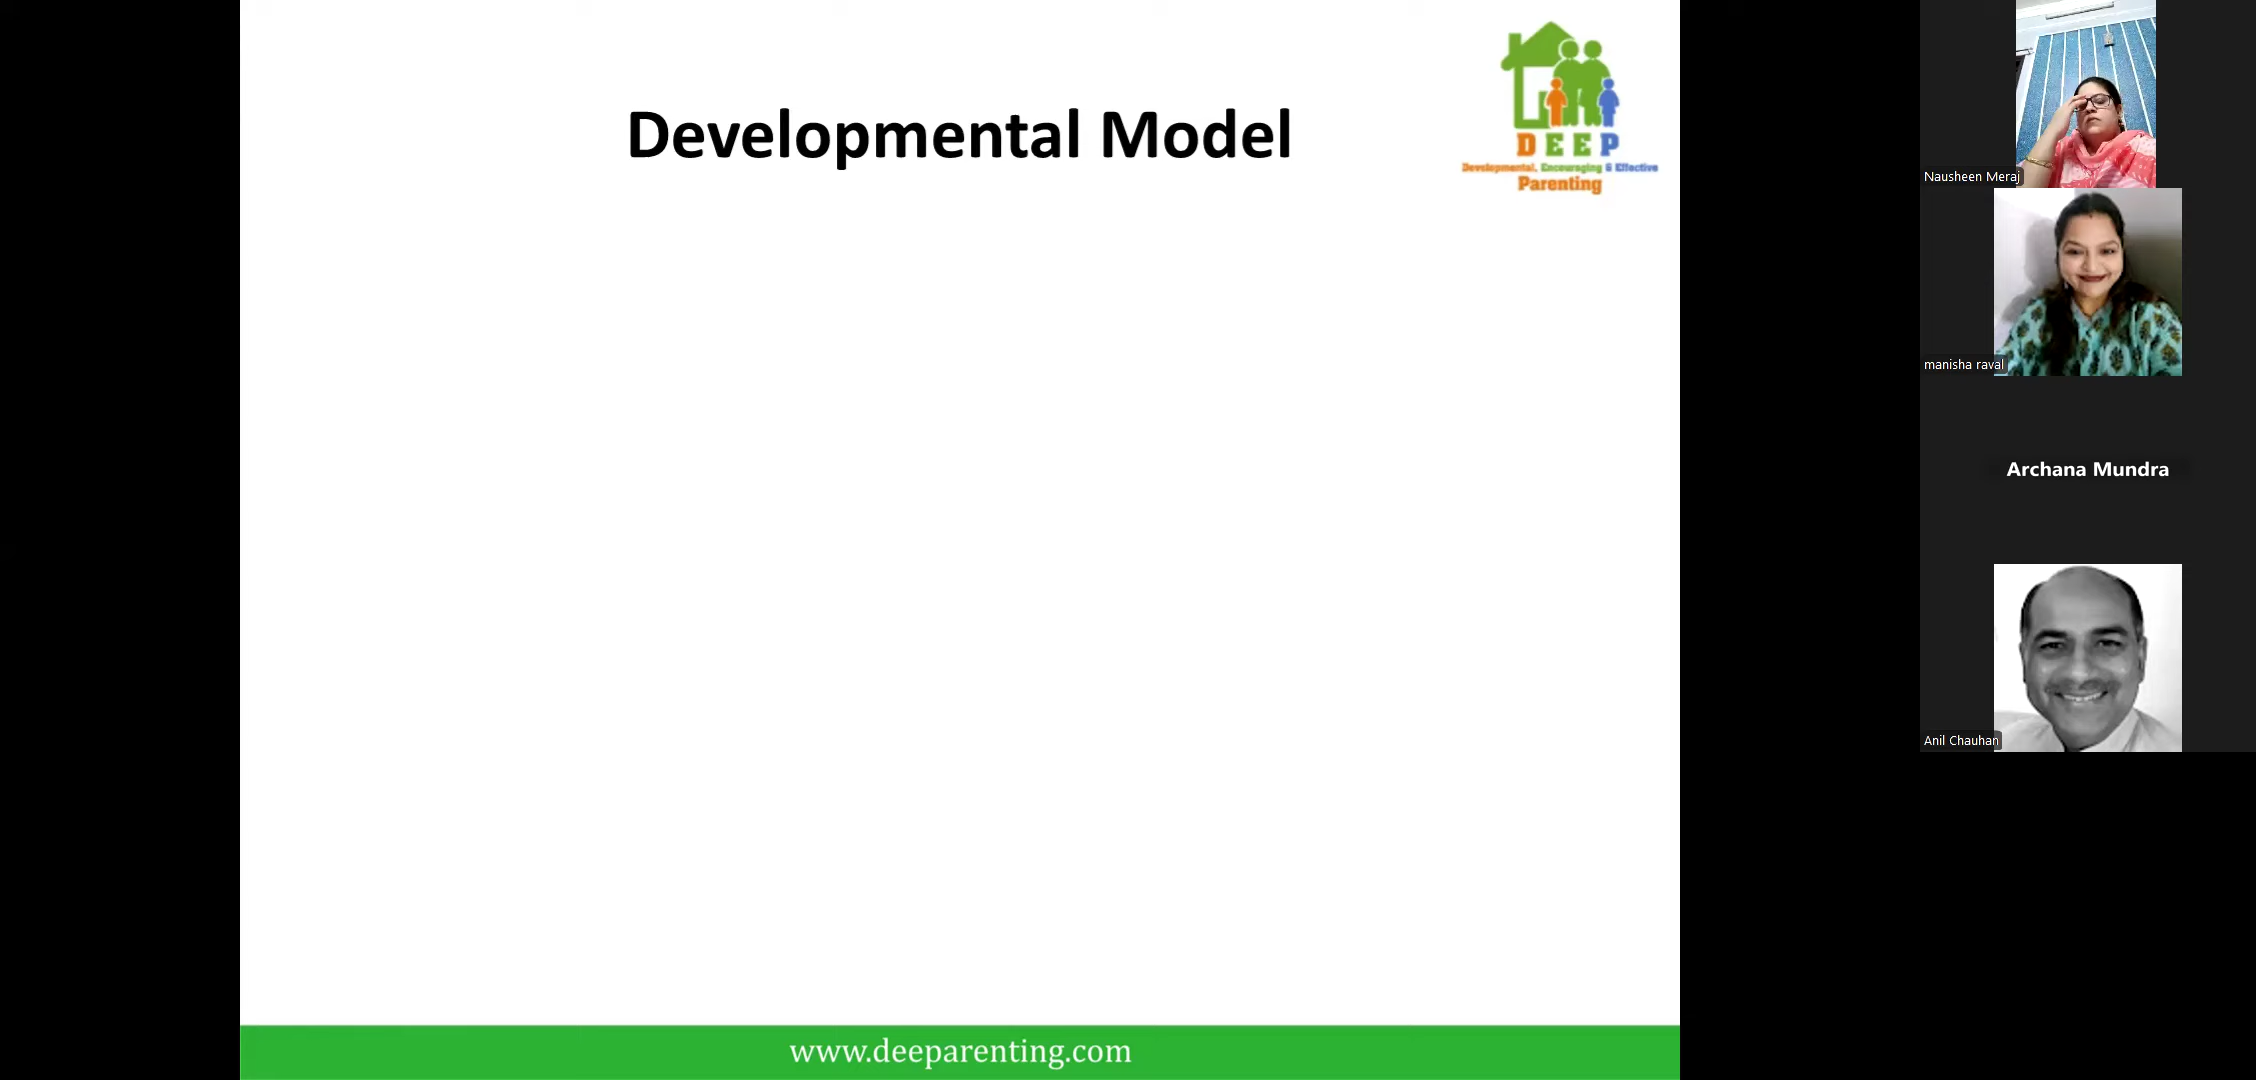 Developmental Model
DEEP
Developmental, Encouraging & Effective
Parenting
www.deeparenting.com
Nausheen Meraj
manisha raval
Archana Mundra
Anil Chauhan